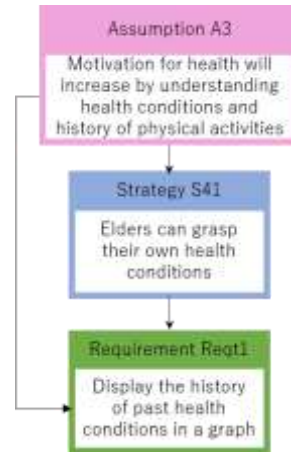 Assumption A3
Motivation for health will
increase by understanding
health conditions and
history of physical activities
Strategy S41
Elders can grasp
their own health
conditions
Requirement Reqt1
Display the history
of past health
conditions in a graph